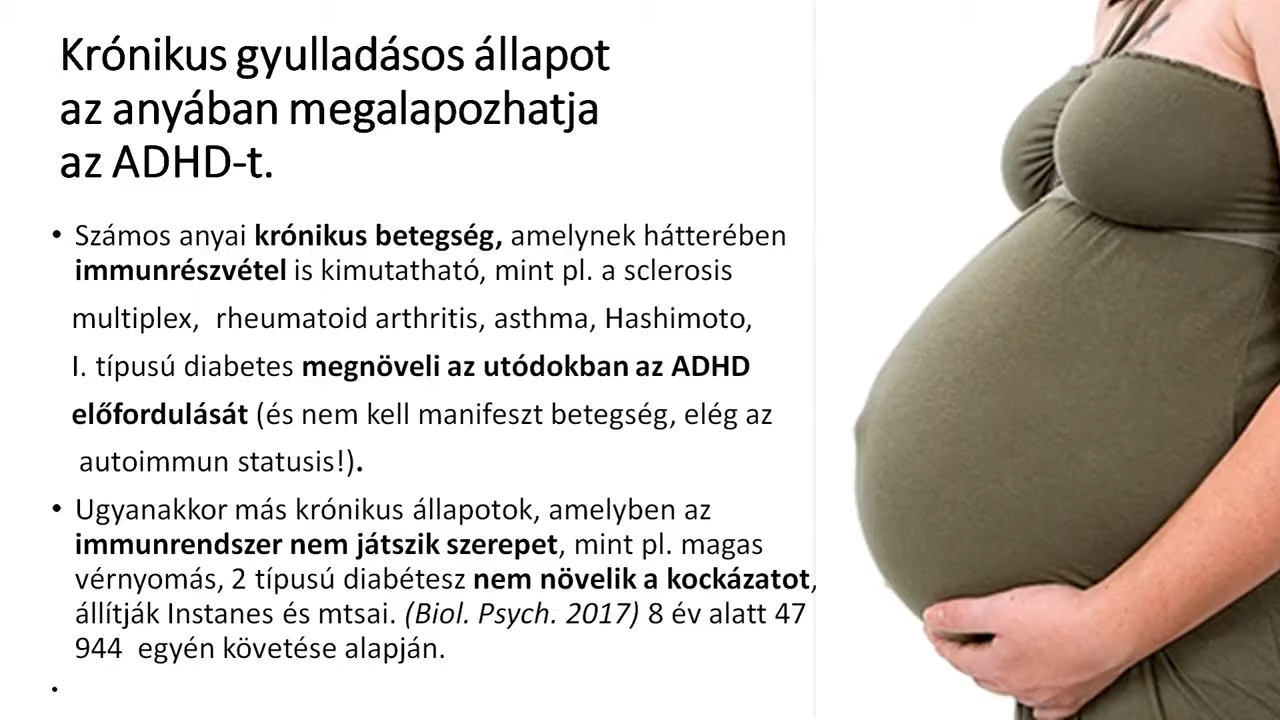 Krónikus gyulladásos állapot
az anyában megalapozhatja
az ADHD-t.
• Számos anyai krónikus betegség, amelynek hátterében
immunrészvétel is kimutatható, mint pl. a sclerosis
multiplex, rheumatoid arthritis, asthma, Hashimoto,
I. típusú diabetes megnöveli az utódokban az ADHD
előfordulását (és nem kell manifeszt betegség, elég az
autoimmun statusis!).
• Ugyanakkor más krónikus állapotok, amelyben az
immunrendszer nem játszik szerepet, mint pl. magas
vérnyomás, 2 típusú diabétesz nem növelik a kockázatot,
állítják Instanes és mtsai. (Biol. Psych. 2017) 8 év alatt 47
944 egyén követése alapján.
•